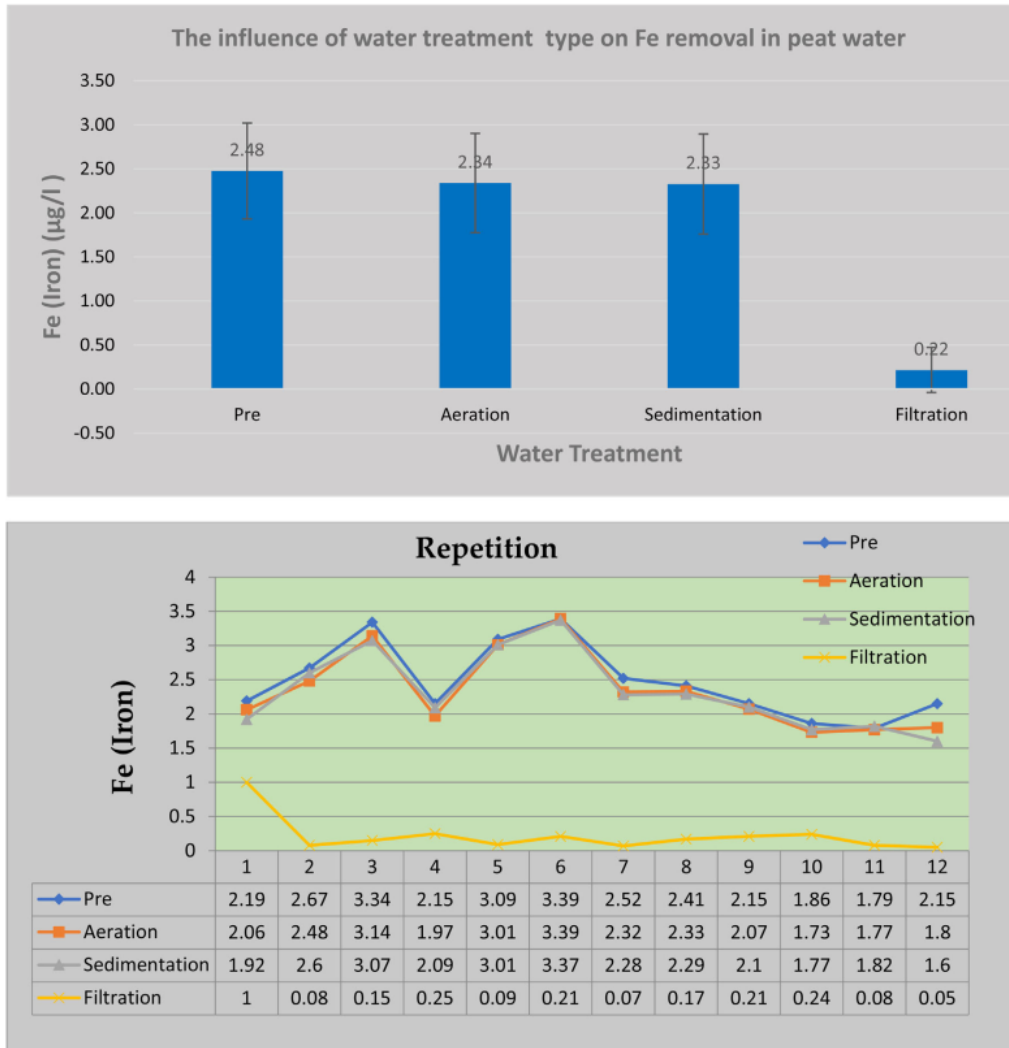 The influence of water treatment type on Fe removal in peat water
3.50
3.00
2.50
2.00
1.50
1.00
0.50
0.00
-0.50
Fe (Iron) (µg/l )
2.48
2.34
2.33
0.22
Pre Aeration Sedimentation Filtration
Water Treatment
Repetition
Pre
Aeration
Sedimentation
Filtration
4
3.5
3
2.5
2
1.5
1
0.5
0
Fe (Iron)
1 2 3 4 5 6 7 8 9 10 11 12
Pre 2.19 2.67 3.34 2.15 3.09 3.39 2.52 2.41 2.15 1.86 1.79 2.15
Aeration 2.06 2.48 3.14 1.97 3.01 3.39 2.32 2.33 2.07 1.73 1.77 1.8
Sedimentation 1.92 2.6 3.07 2.09 3.01 3.37 2.28 2.29 2.1 1.77 1.82 1.6
Filtration 1 0.08 0.15 0.25 0.09 0.21 0.07 0.17 0.21 0.24 0.08 0.05